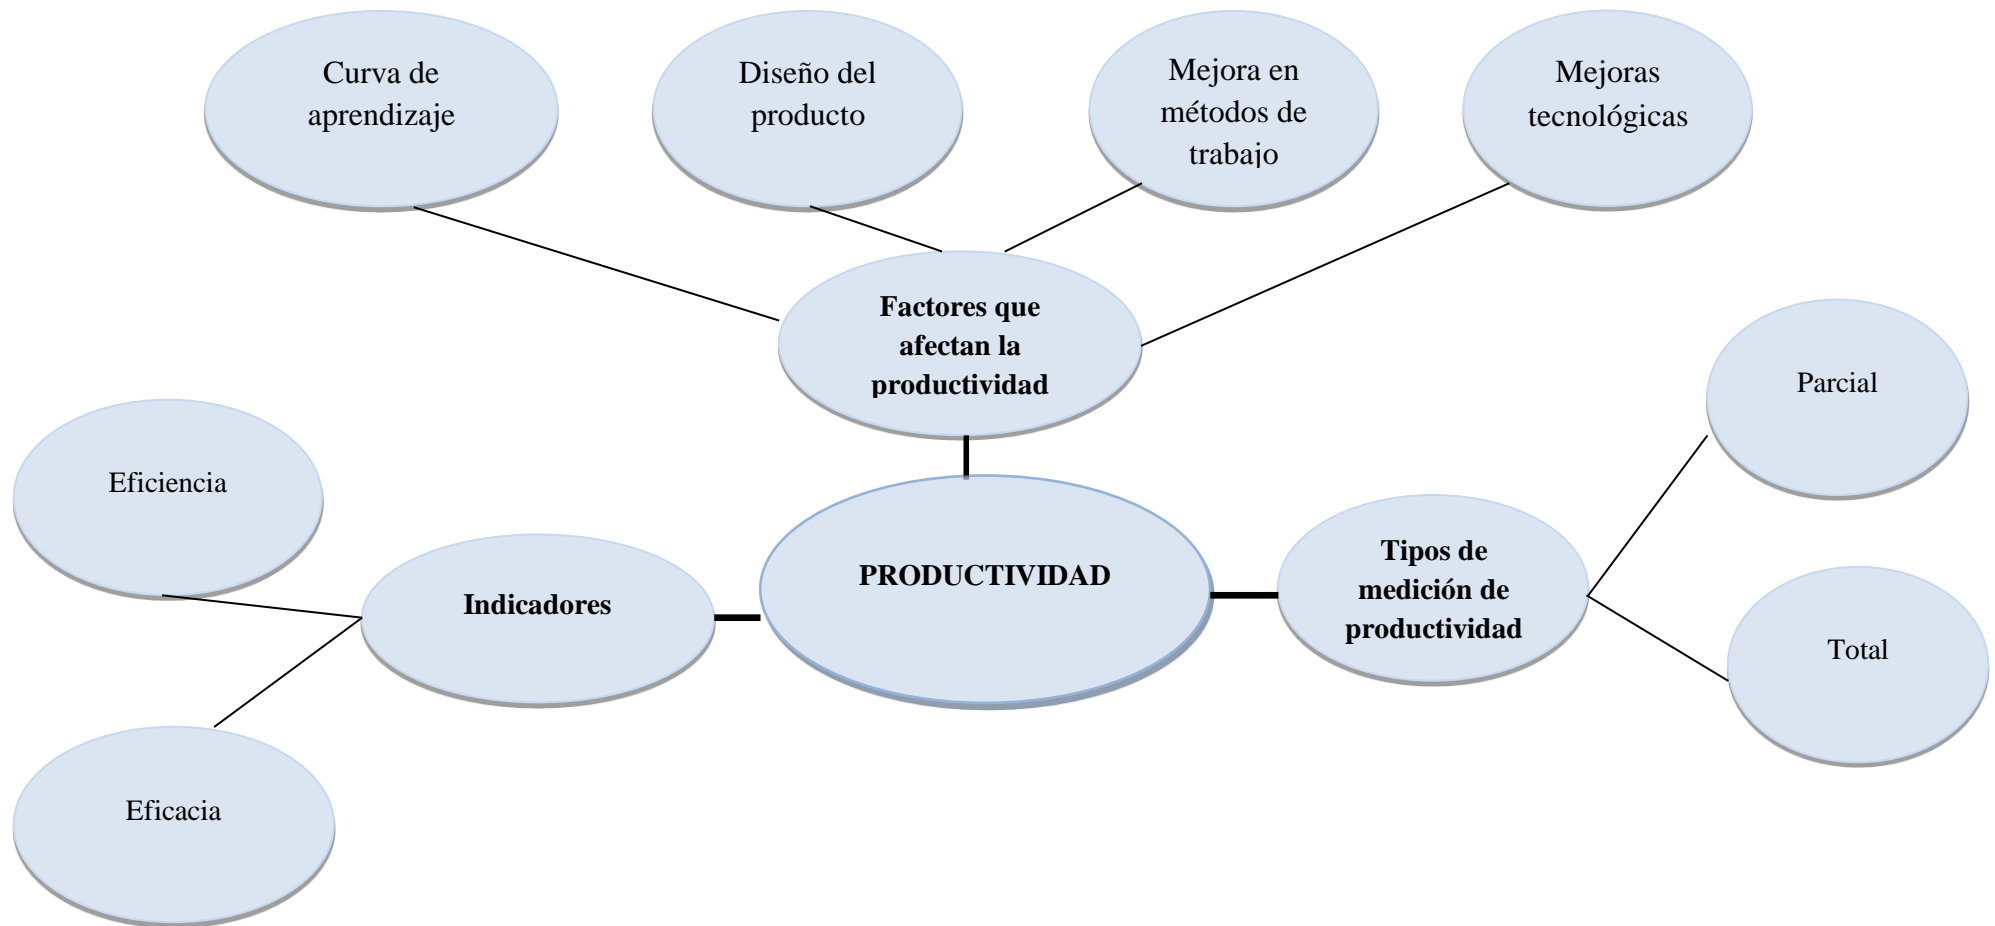 Curva de
aprendizaje
Diseño del
producto
Mejora en
métodos de
trabajo
Mejoras
tecnológicas
Factores que
afectan la
productividad
Parcial
Eficiencia
Tipos de
medición de
productividad
PRODUCTIVIDAD
Indicadores
Total
Eficacia